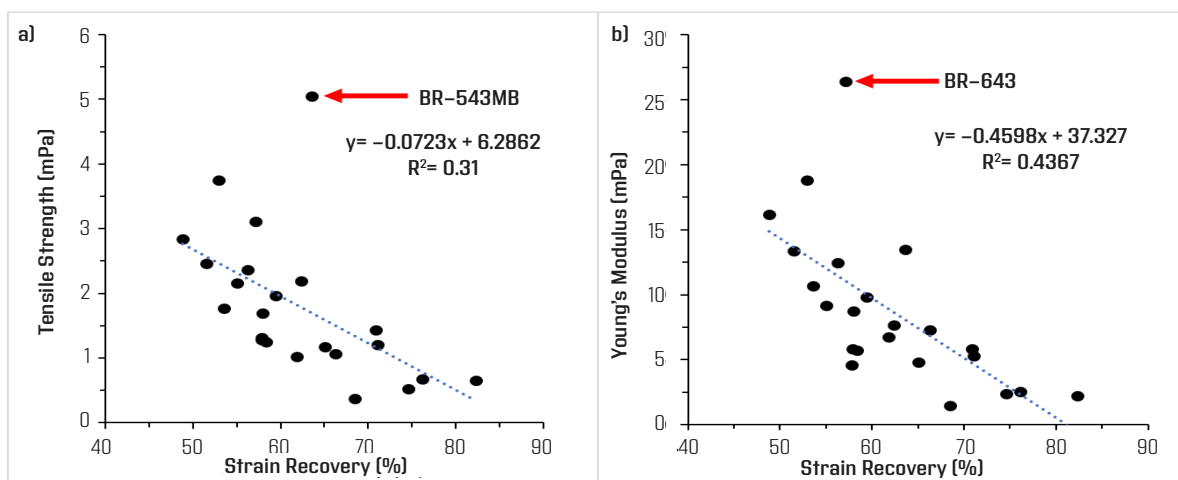 a)
6
5
4
3
2
1
0
Tensile Strength (mPa)
BR–543MB
y= –0.0723x + 6.2862
R²= 0.31
40 50 60 70 80 90
Strain Recovery (%)
b)
30
25
20
15
10
5
0
Young's Modulus (mPa)
BR–643
y= –0.4598x + 37.327
R²= 0.4367
40 50 60 70 80 90
Strain Recovery (%)